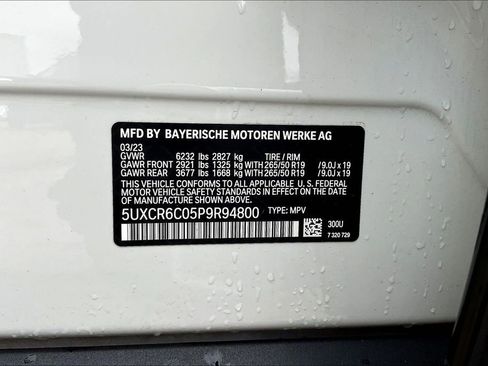 MFD BY BAYERISCHE MOTOREN WERKE AG
03/23
GVWR 6232 lbs 2827 kg TIRE / RIM
GAWR FRONT 2921 lbs 1325 kg 265/50 R19 / 9.0J x 19
GAWR REAR 3677 lbs 1668 kg 265/50 R19 / 9.0J x 19
THIS VEHICLE CONFORMS TO ALL APPLICABLE U.S. FEDERAL
MOTOR VEHICLE SAFETY STANDARDS IN EFFECT ON THE DATE
OF MANUFACTURE SHOWN ABOVE.
5UXCR6C05P9R94800 TYPE: MPV
300U
7 320 729